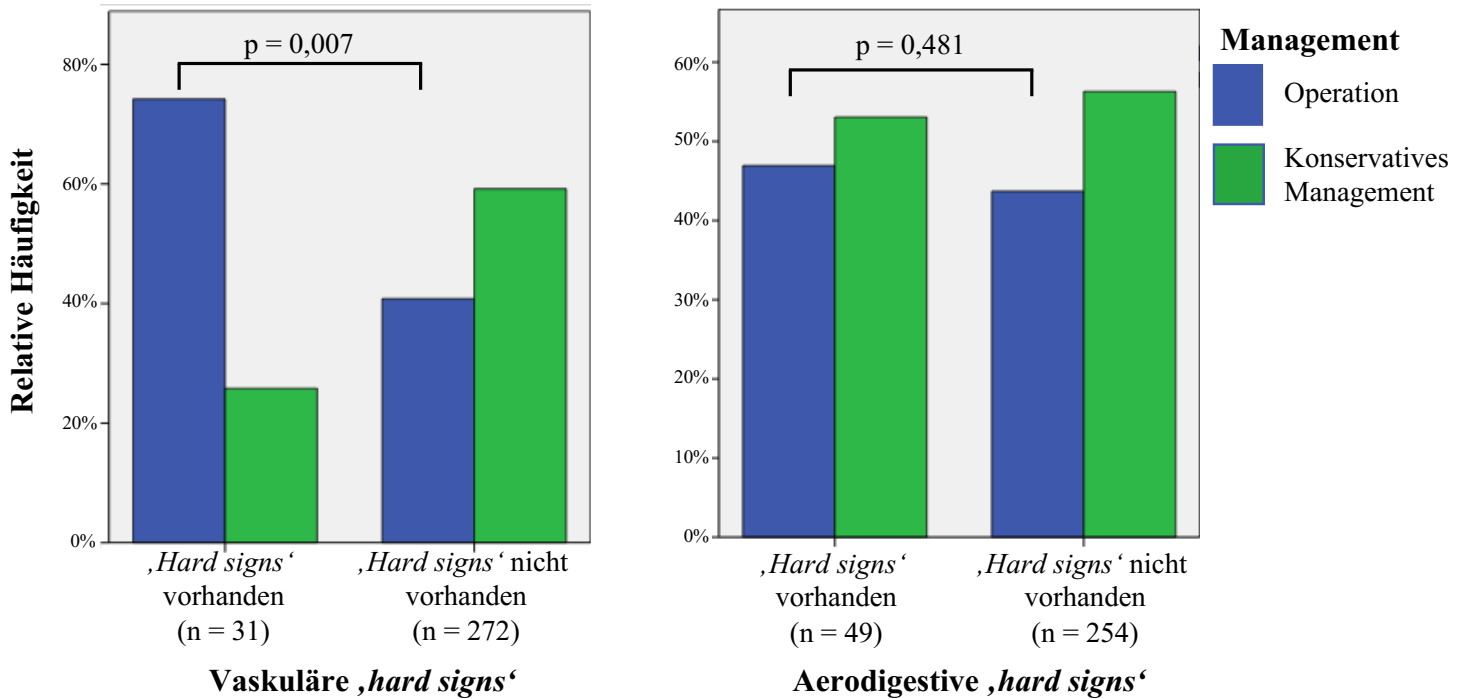 Relative Häufigkeit
p = 0,007
80%
60%
40%
20%
0%
‚Hard signs‘
vorhanden
(n = 31)
‚Hard signs‘ nicht
vorhanden
(n = 272)
Vaskuläre ‚hard signs‘
p = 0,481
60%
50%
40%
30%
20%
10%
0%
‚Hard signs‘
vorhanden
(n = 49)
‚Hard signs‘ nicht
vorhanden
(n = 254)
Aerodigestive ‚hard signs‘
Management
Operation
Konservatives
Management